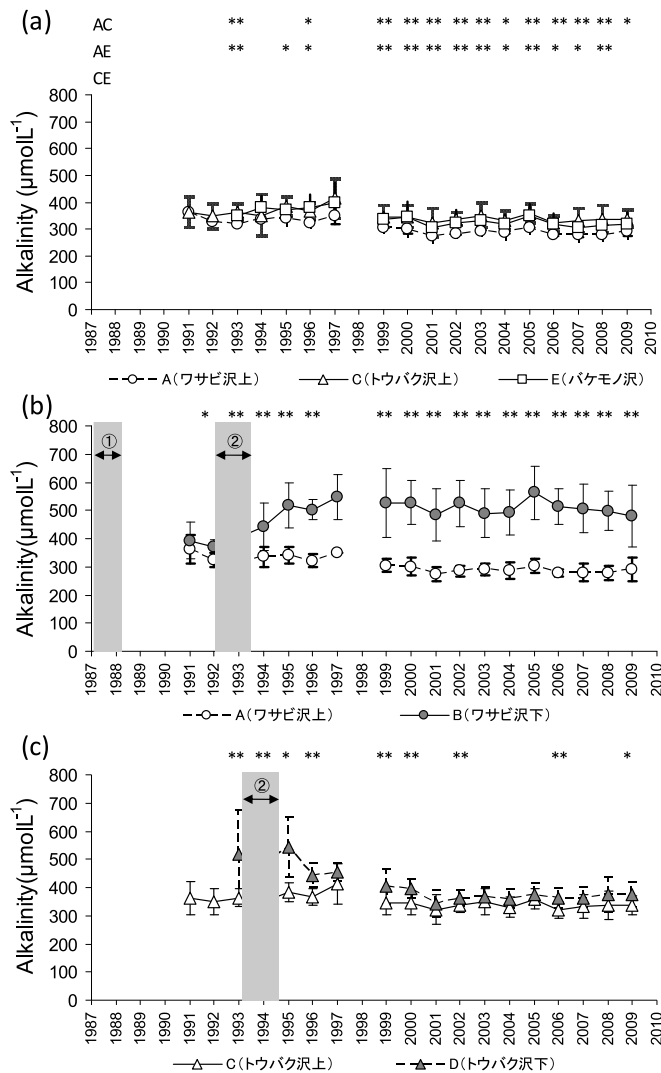 (a)
AC ** * ** ** ** ** ** * ** ** ** ** *
AE ** * * ** ** ** ** ** * ** * * **
CE
800
700
600
500
400
300
200
100
0
Alkalinity (μmolL⁻¹)
1987 1988 1989 1990 1991 1992 1993 1994 1995 1996 1997 1998 1999 2000 2001 2002 2003 2004 2005 2006 2007 2008 2009 2010
A(ワサビ沢上) C(トウバク沢上) E(バケモノ沢)
(b)
* ** ** ** ** ** ** ** ** ** ** ** ** ** ** **
800
700
600
500
400
300
200
100
0
Alkalinity(μmolL⁻¹)
① ②
1987 1988 1989 1990 1991 1992 1993 1994 1995 1996 1997 1998 1999 2000 2001 2002 2003 2004 2005 2006 2007 2008 2009 2010
A(ワサビ沢上) B(ワサビ沢下)
(c)
** ** * ** ** ** ** ** *
800
700
600
500
400
300
200
100
0
Alkalinity(μmolL⁻¹)
②
1987 1988 1989 1990 1991 1992 1993 1994 1995 1996 1997 1998 1999 2000 2001 2002 2003 2004 2005 2006 2007 2008 2009 2010
C(トウバク沢上) D(トウバク沢下)